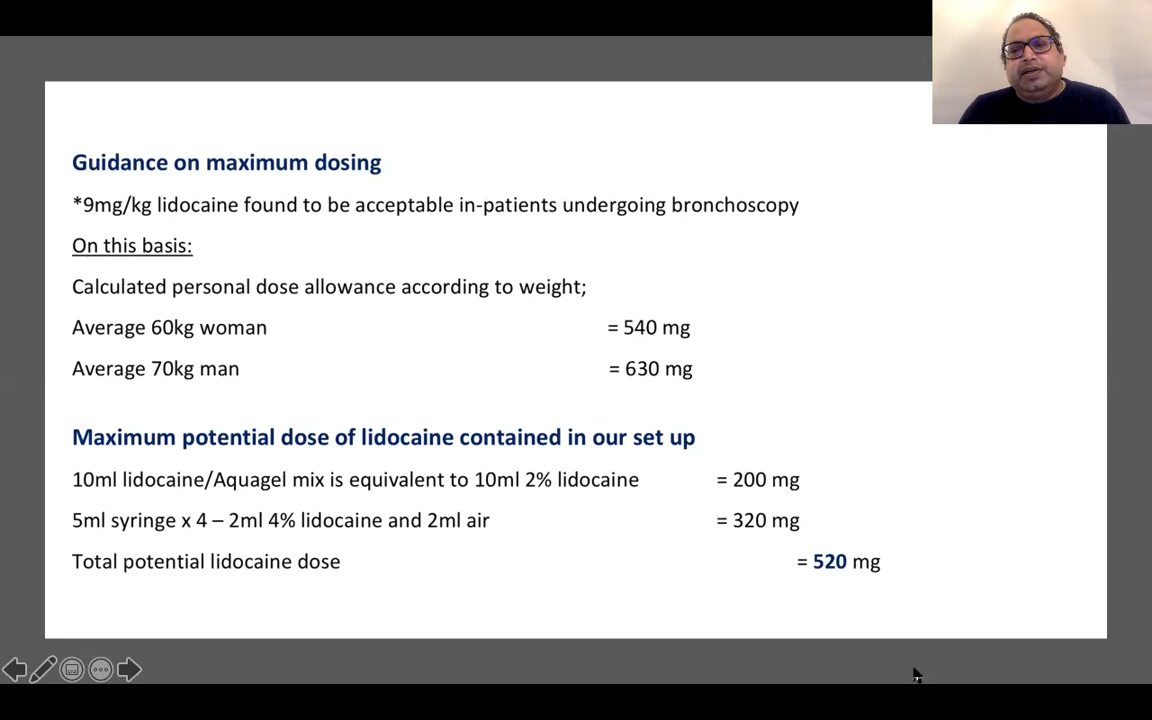 Guidance on maximum dosing
*9mg/kg lidocaine found to be acceptable in-patients undergoing bronchoscopy
On this basis:
Calculated personal dose allowance according to weight;
Average 60kg woman = 540 mg
Average 70kg man = 630 mg
Maximum potential dose of lidocaine contained in our set up
10ml lidocaine/Aquagel mix is equivalent to 10ml 2% lidocaine = 200 mg
5ml syringe x 4 – 2ml 4% lidocaine and 2ml air = 320 mg
Total potential lidocaine dose = 520 mg